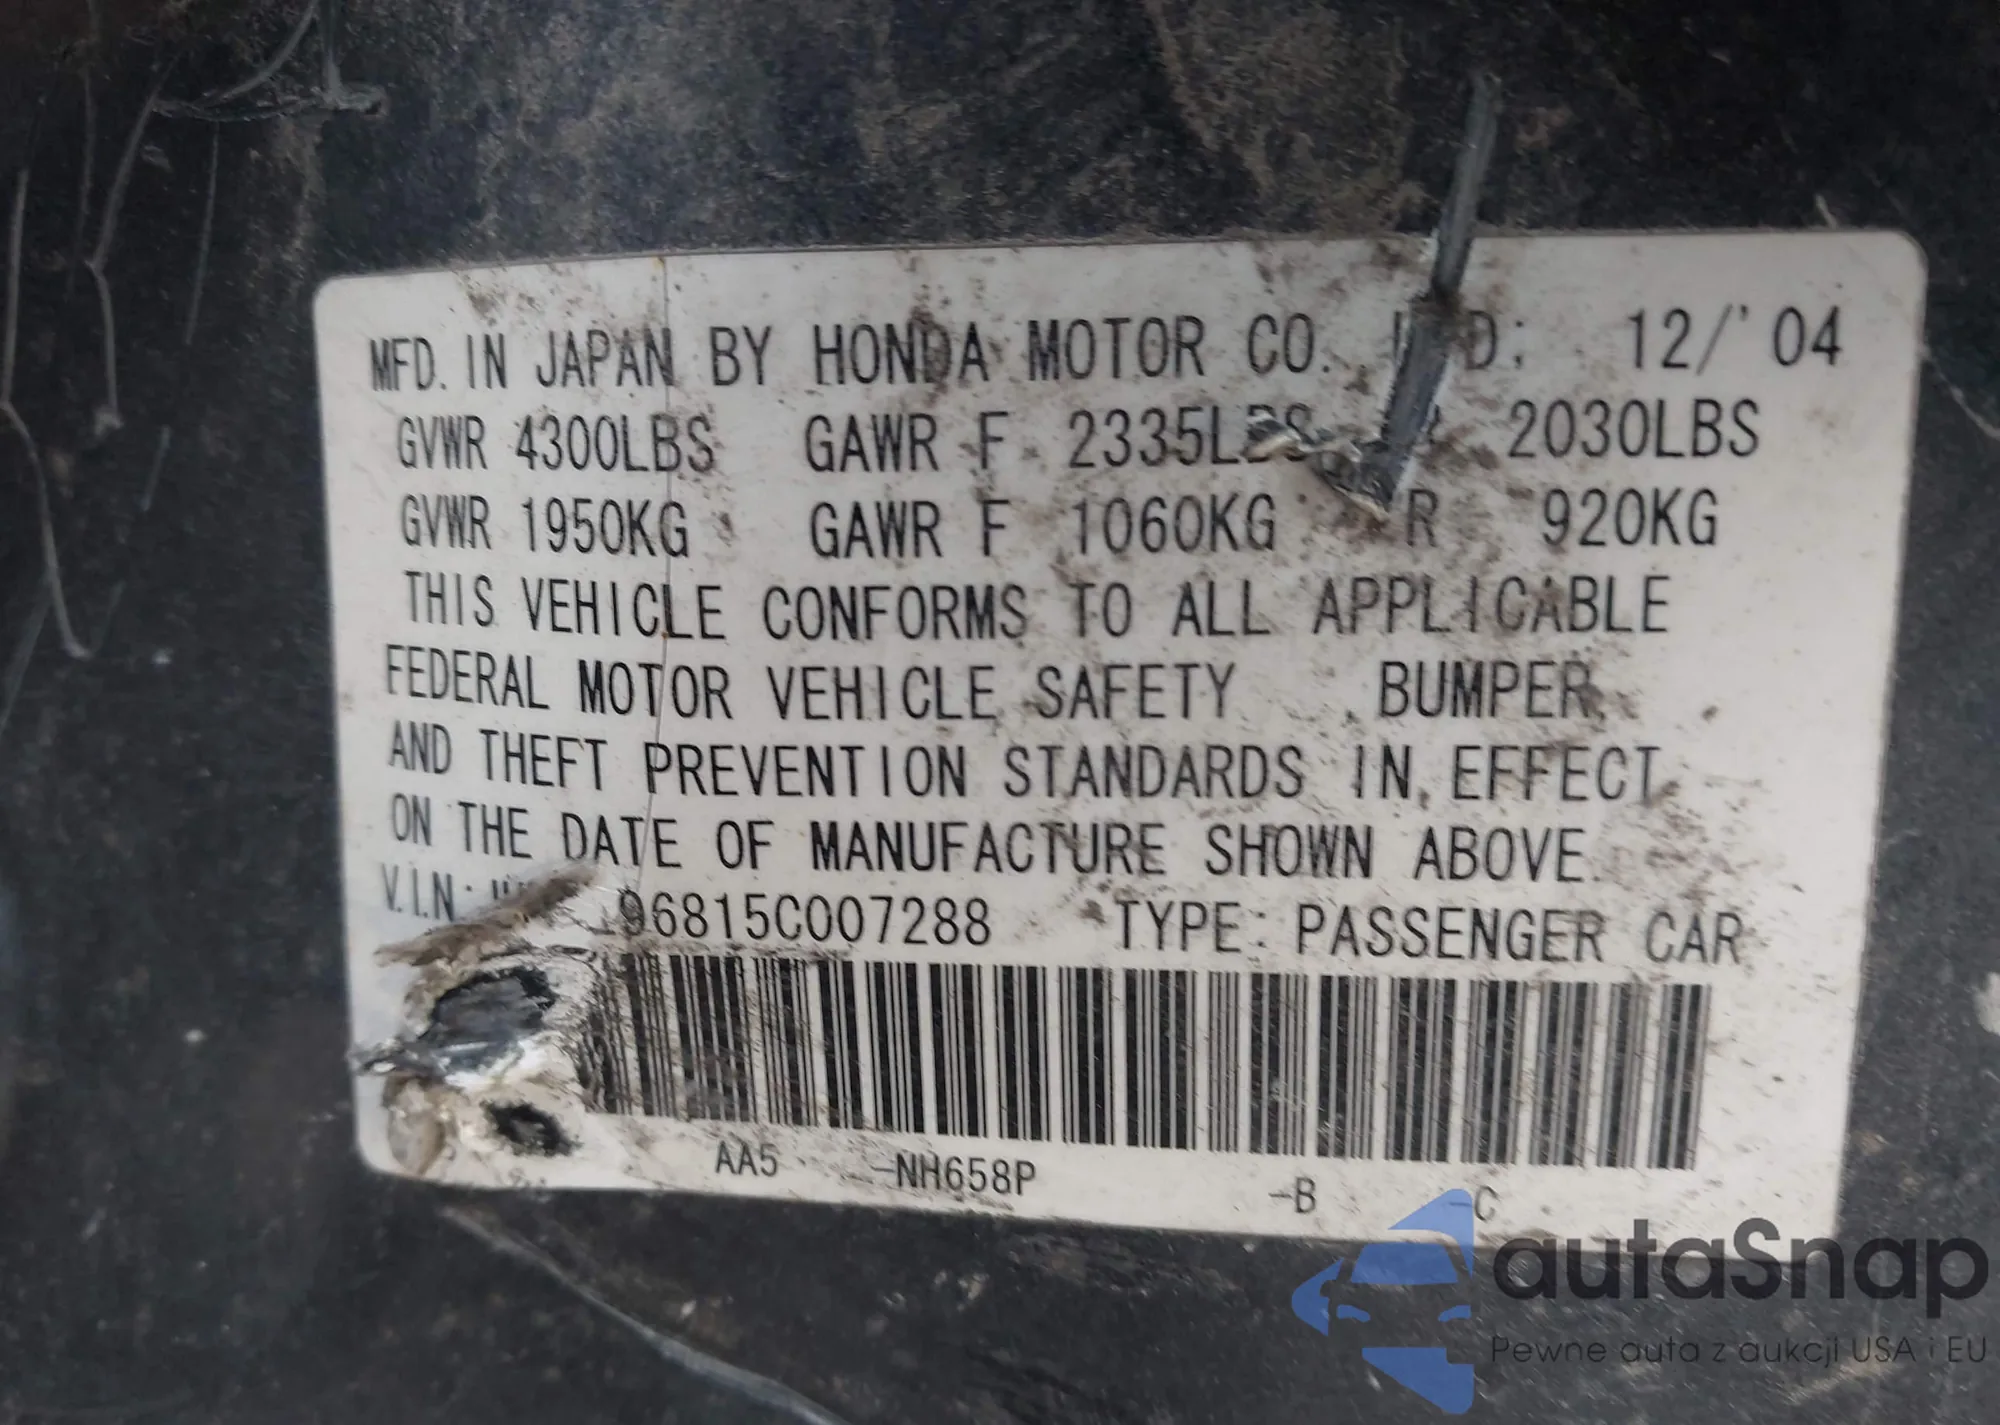 MFD. IN JAPAN BY HONDA MOTOR CO. 12/'04
GVWR 4300LBS GAWR F 2335LBS 2030LBS
GVWR 1950KG GAWR F 1060KG R 920KG
THIS VEHICLE CONFORMS TO ALL APPLICABLE
FEDERAL MOTOR VEHICLE SAFETY BUMPER,
AND THEFT PREVENTION STANDARDS IN EFFECT
ON THE DATE OF MANUFACTURE SHOWN ABOVE.
V.I.N: 96815C007288 TYPE: PASSENGER CAR
AA5 -NH658P -B -C
autaSnap
Pewne auta z aukcji USA i EU